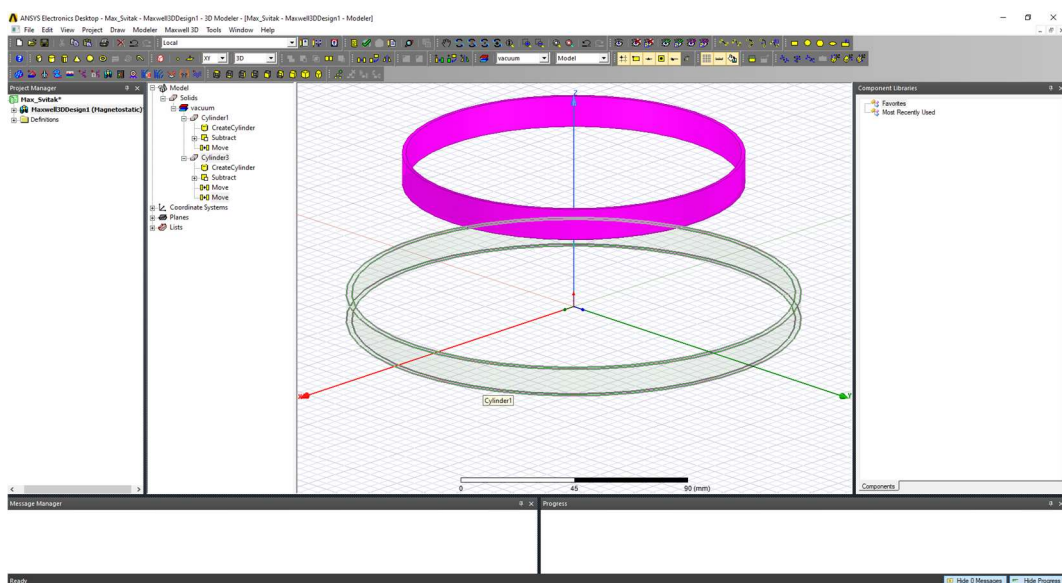 ANSYS Electronics Desktop - Max_Svitak - Maxwell3DDesign1 - 3D Modeler - [Max_Svitak - Maxwell3DDesign1 - Modeler]
File Edit View Project Draw Modeler Maxwell 3D Tools Window Help
Local
XY 3D vacuum Model
Project Manager
Max_Svitak*
Maxwell3DDesign1 (Magnetostatic)
Definitions
Model
Solids
vacuum
Cylinder1
CreateCylinder
Subtract
Move
Cylinder3
CreateCylinder
Subtract
Move
Move
Coordinate Systems
Planes
Lists
Z
X
Y
Cylinder1
0 45 90 (mm)
Component Libraries
Favorites
Most Recently Used
Components
Message Manager
Progress
Ready
Hide 0 Messages Hide Progress